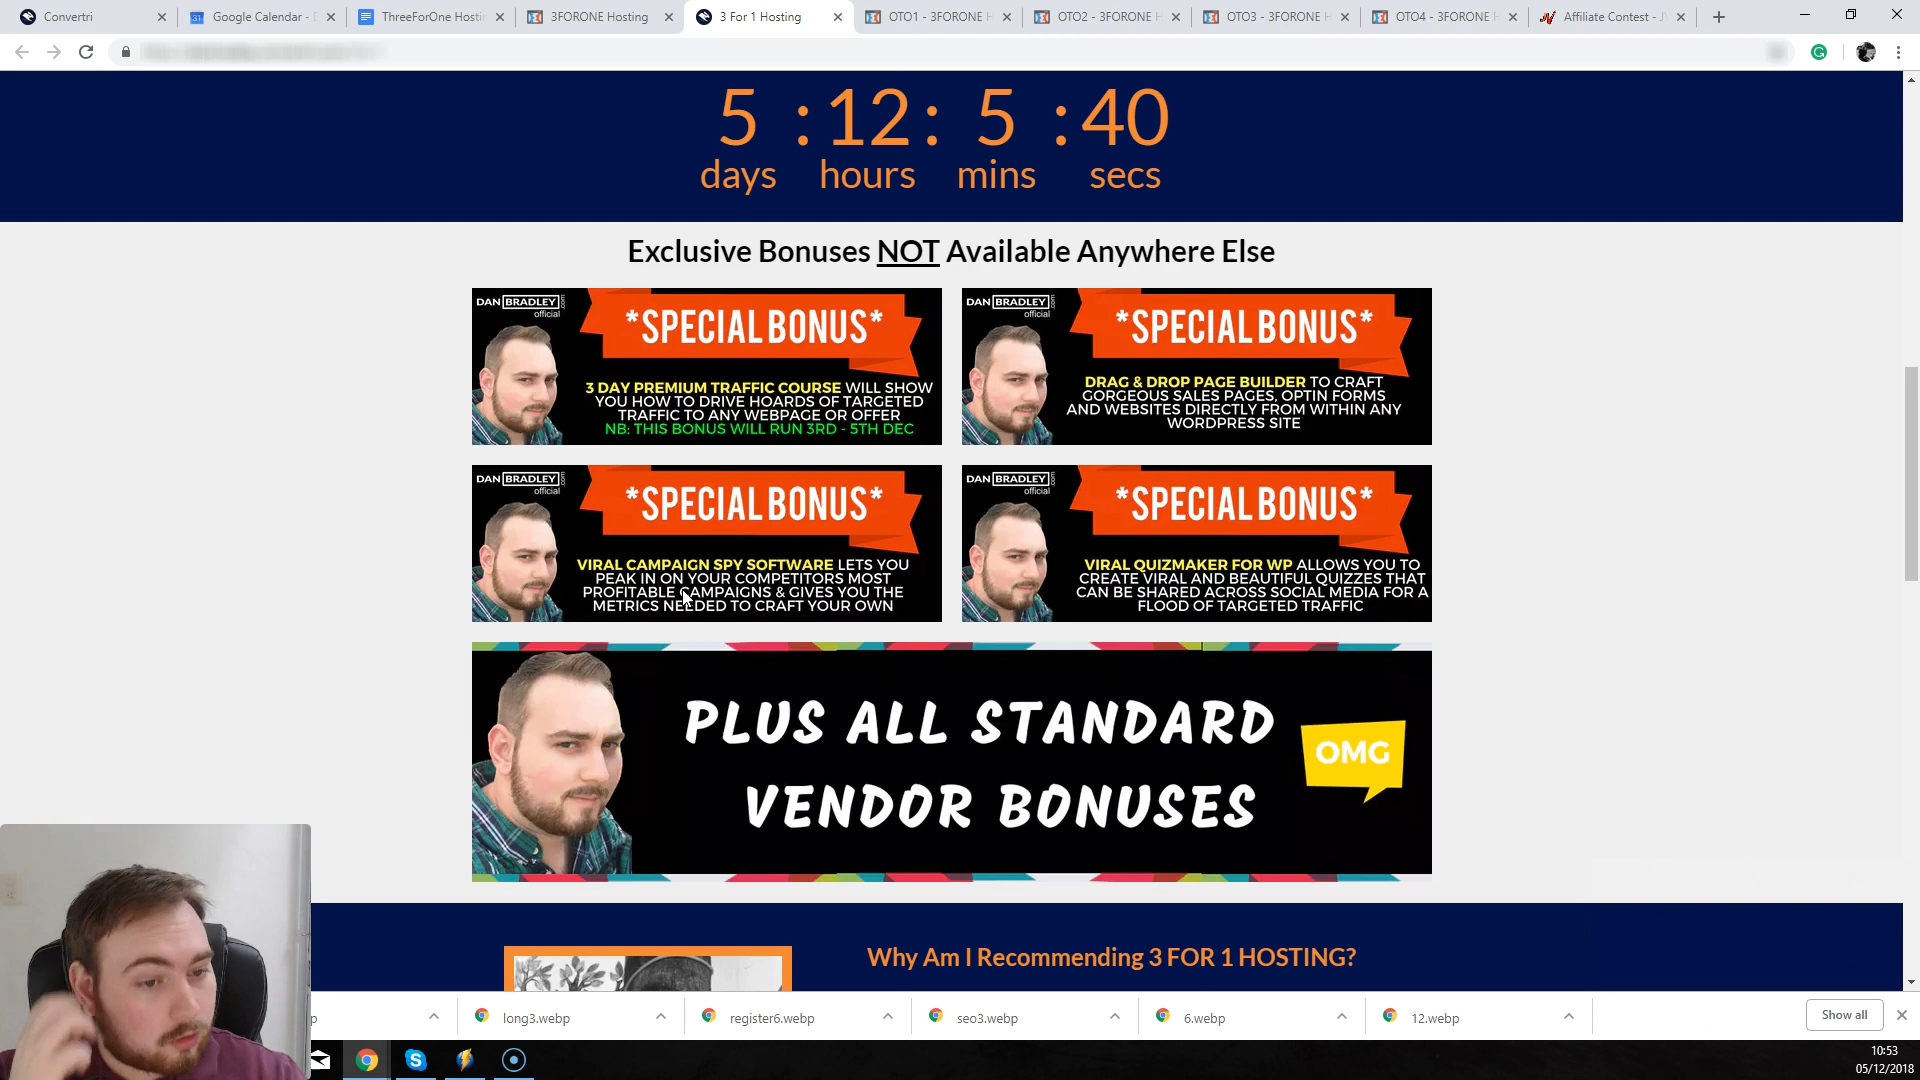 Convertri
Google Calendar - D
ThreeForOne Hostin
3FORONE Hosting
3 For 1 Hosting
OTO1 - 3FORONE H
OTO2 - 3FORONE H
OTO3 - 3FORONE H
OTO4 - 3FORONE H
Affiliate Contest - J
5 : 12 : 5 : 40
days hours mins secs
Exclusive Bonuses NOT Available Anywhere Else
DAN BRADLEY .com
official
*SPECIAL BONUS*
3 DAY PREMIUM TRAFFIC COURSE WILL SHOW
YOU HOW TO DRIVE HOARDS OF TARGETED
TRAFFIC TO ANY WEBPAGE OR OFFER
NB: THIS BONUS WILL RUN 3RD - 5TH DEC
DAN BRADLEY .com
official
*SPECIAL BONUS*
DRAG & DROP PAGE BUILDER TO CRAFT
GORGEOUS SALES PAGES, OPTIN FORMS
AND WEBSITES DIRECTLY FROM WITHIN ANY
WORDPRESS SITE
DAN BRADLEY .com
official
*SPECIAL BONUS*
VIRAL CAMPAIGN SPY SOFTWARE LETS YOU
PEAK IN ON YOUR COMPETITORS MOST
PROFITABLE CAMPAIGNS & GIVES YOU THE
METRICS NEEDED TO CRAFT YOUR OWN
DAN BRADLEY .com
official
*SPECIAL BONUS*
VIRAL QUIZMAKER FOR WP ALLOWS YOU TO
CREATE VIRAL AND BEAUTIFUL QUIZZES THAT
CAN BE SHARED ACROSS SOCIAL MEDIA FOR A
FLOOD OF TARGETED TRAFFIC
PLUS ALL STANDARD
VENDOR BONUSES
OMG
Why Am I Recommending 3 FOR 1 HOSTING?
p
long3.webp
register6.webp
seo3.webp
6.webp
12.webp
Show all
10:53
05/12/2018